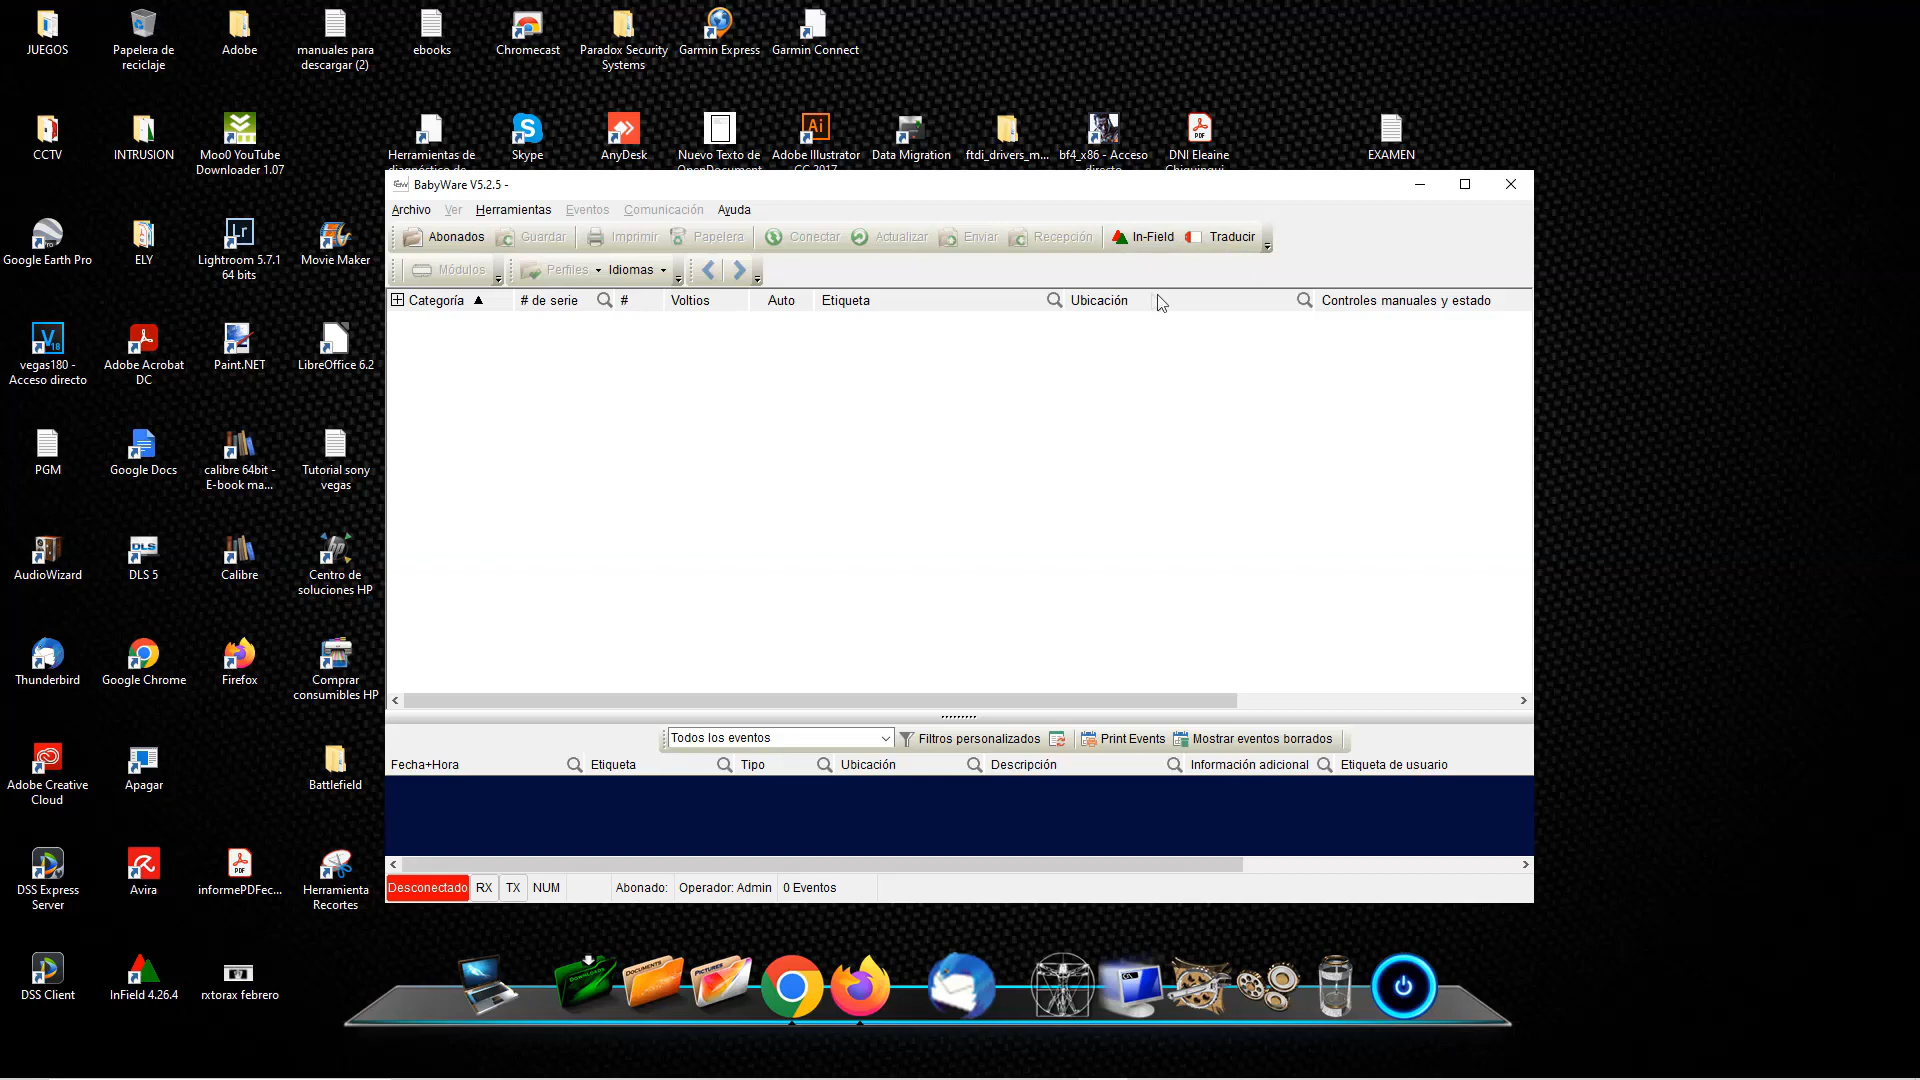 JUEGOS
Papelera de
reciclaje
Adobe
manuales para
descargar (2)
ebooks
Chromecast
Paradox Security
Systems
Garmin Express
Garmin Connect
CCTV
INTRUSION
Moo0 YouTube
Downloader 1.07
Herramientas de
Skype
AnyDesk
Nuevo Texto de
Adobe Illustrator
Data Migration
ftdi_drivers_m...
bf4_x86 - Acceso
DNI Eleaine
EXAMEN
BabyWare V5.2.5 -
Archivo Ver Herramientas Eventos Comunicación Ayuda
Abonados Guardar Imprimir Papelera Conectar Actualizar Enviar Recepción In-Field Traducir
Módulos Perfiles Idiomas
Categoría # de serie # Voltios Auto Etiqueta Ubicación Controles manuales y estado
Google Earth Pro
ELY
Lightroom 5.7.1
64 bits
Movie Maker
vegas180 -
Acceso directo
Adobe Acrobat
DC
Paint.NET
LibreOffice 6.2
PGM
Google Docs
calibre 64bit -
E-book ma...
Tutorial sony
vegas
AudioWizard
DLS
DLS 5
Calibre
Centro de
soluciones HP
Thunderbird
Google Chrome
Firefox
Comprar
consumibles HP
Todos los eventos Filtros personalizados Print Events Mostrar eventos borrados
Fecha+Hora Etiqueta Tipo Ubicación Descripción Información adicional Etiqueta de usuario
Adobe Creative
Cloud
Apagar
Battlefield
DSS Express
Server
Avira
informePDFec...
Herramienta
Recortes
Desconectado RX TX NUM Abonado: Operador: Admin 0 Eventos
DSS Client
InField 4.26.4
rxtorax febrero
DOWNLOADS
DOCUMENTS
PICTURES